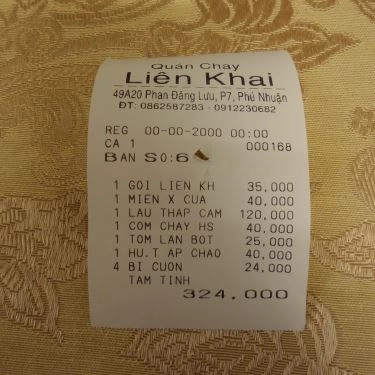 Quán Chay
Liên Khai
49A20 Phan Đăng Lưu, P7, Phú Nhuận
ĐT: 0862587283 - 0912230682
REG 00-00-2000 00:00
CA 1 000168
BAN SO:6
1 GOI LIEN KH 35,000
1 MIEN X CUA 40,000
1 LAU THAP CAM 120,000
1 COM CHAY HS 40,000
1 TOM LAN BOT 25,000
1 HU.T AP CHAO 40,000
4 BI CUON 24,000
TAM TINH
324,000